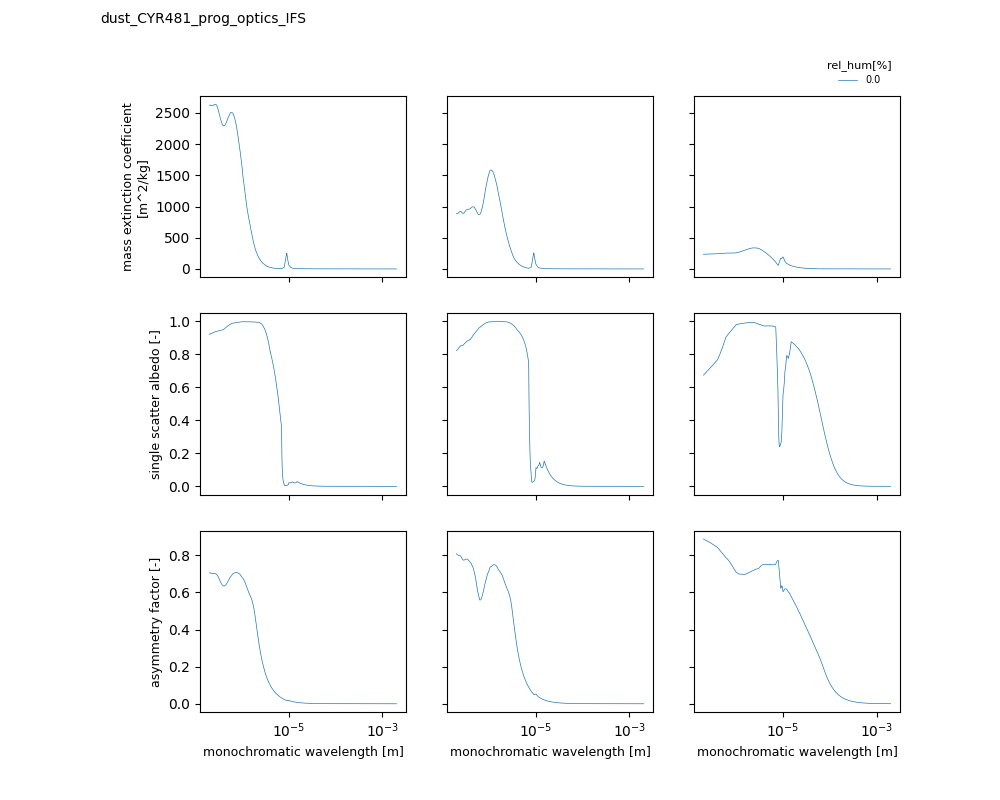 dust_CYR481_prog_optics_IFS
rel_hum[%]
0.0
mass extinction coefficient
[m^2/kg]
2500
2000
1500
1000
500
0
single scatter albedo [-]
1.0
0.8
0.6
0.4
0.2
0.0
asymmetry factor [-]
0.8
0.6
0.4
0.2
0.0
10⁻⁵ 10⁻³ 10⁻⁵ 10⁻³ 10⁻⁵ 10⁻³
monochromatic wavelength [m] monochromatic wavelength [m] monochromatic wavelength [m]